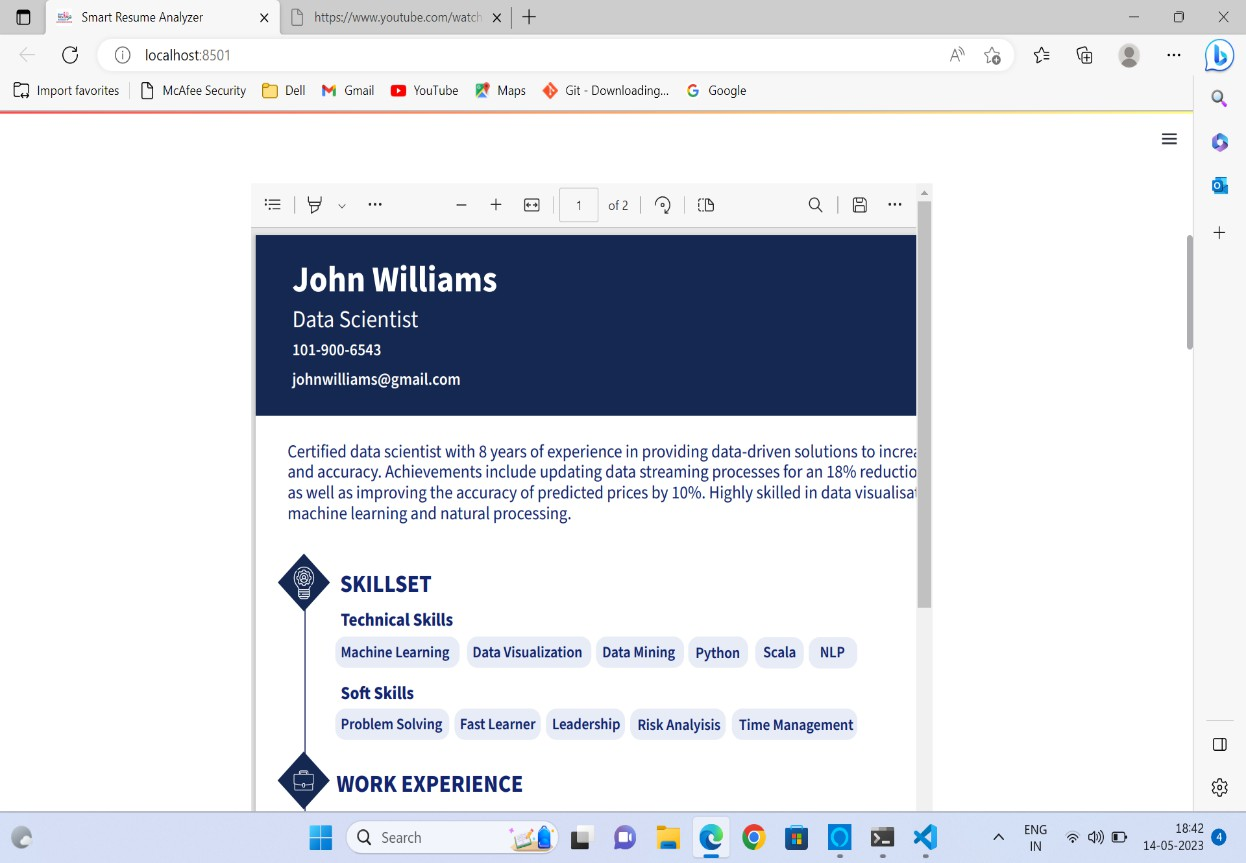 Smart Resume Analyzer
https://www.youtube.com/watch
localhost:8501
Import favorites
McAfee Security
Dell
Gmail
YouTube
Maps
Git - Downloading...
Google
1 of 2
John Williams
Data Scientist
101-900-6543
johnwilliams@gmail.com
Certified data scientist with 8 years of experience in providing data-driven solutions to increa
and accuracy. Achievements include updating data streaming processes for an 18% reductio
as well as improving the accuracy of predicted prices by 10%. Highly skilled in data visualisat
machine learning and natural processing.
SKILLSET
Technical Skills
Machine Learning Data Visualization Data Mining Python Scala NLP
Soft Skills
Problem Solving Fast Learner Leadership Risk Analyisis Time Management
WORK EXPERIENCE
Search
ENG
IN
18:42
14-05-2023
4